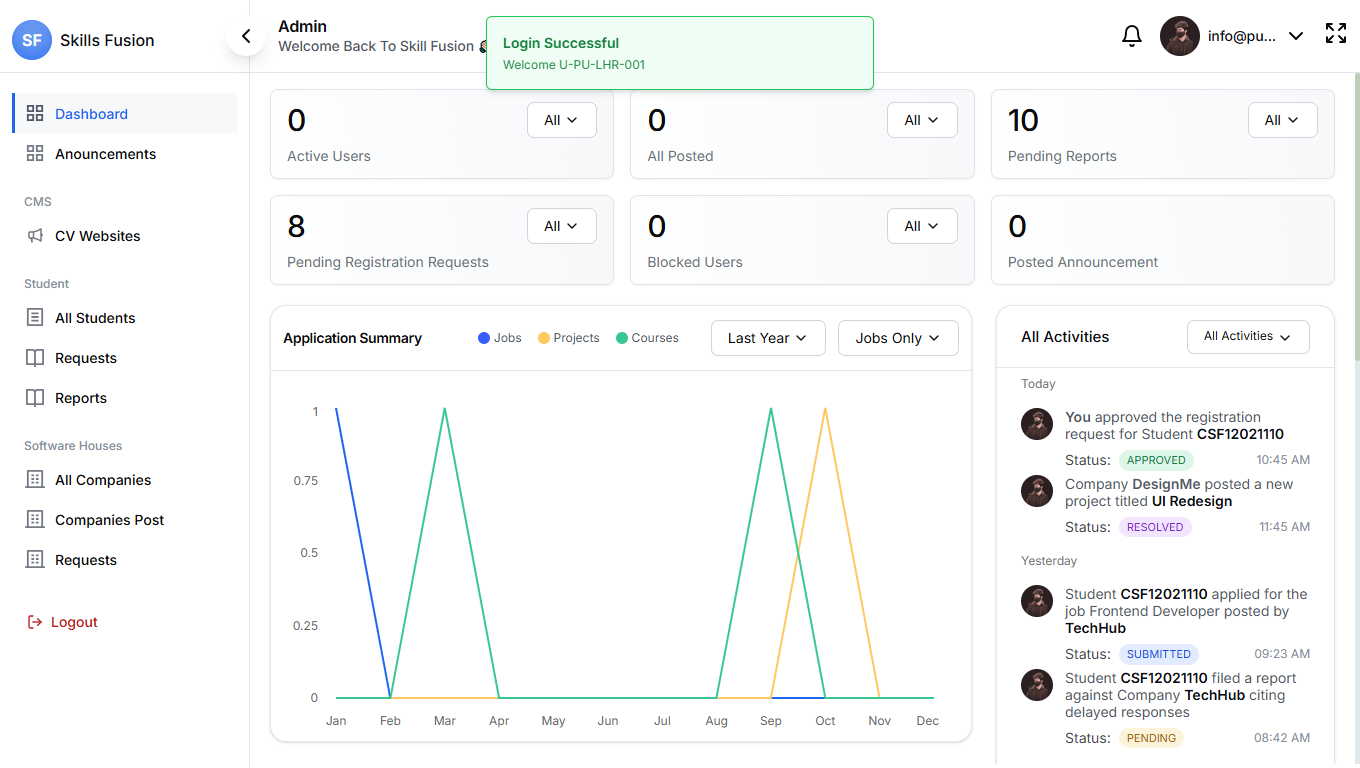 SF
Skills Fusion
Admin
Welcome Back To Skill Fusion
Login Successful
Welcome U-PU-LHR-001
info@pu...
Dashboard
Anouncements
CMS
CV Websites
Student
All Students
Requests
Reports
Software Houses
All Companies
Companies Post
Requests
Logout
0
All
Active Users
0
All
All Posted
10
All
Pending Reports
8
All
Pending Registration Requests
0
All
Blocked Users
0
Posted Announcement
Application Summary
Jobs
Projects
Courses
Last Year
Jobs Only
1
0.75
0.5
0.25
0
Jan Feb Mar Apr May Jun Jul Aug Sep Oct Nov Dec
All Activities
All Activities
Today
You approved the registration
request for Student CSF12021110
Status: APPROVED 10:45 AM
Company DesignMe posted a new
project titled UI Redesign
Status: RESOLVED 11:45 AM
Yesterday
Student CSF12021110 applied for the
job Frontend Developer posted by
TechHub
Status: SUBMITTED 09:23 AM
Student CSF12021110 filed a report
against Company TechHub citing
delayed responses
Status: PENDING 08:42 AM